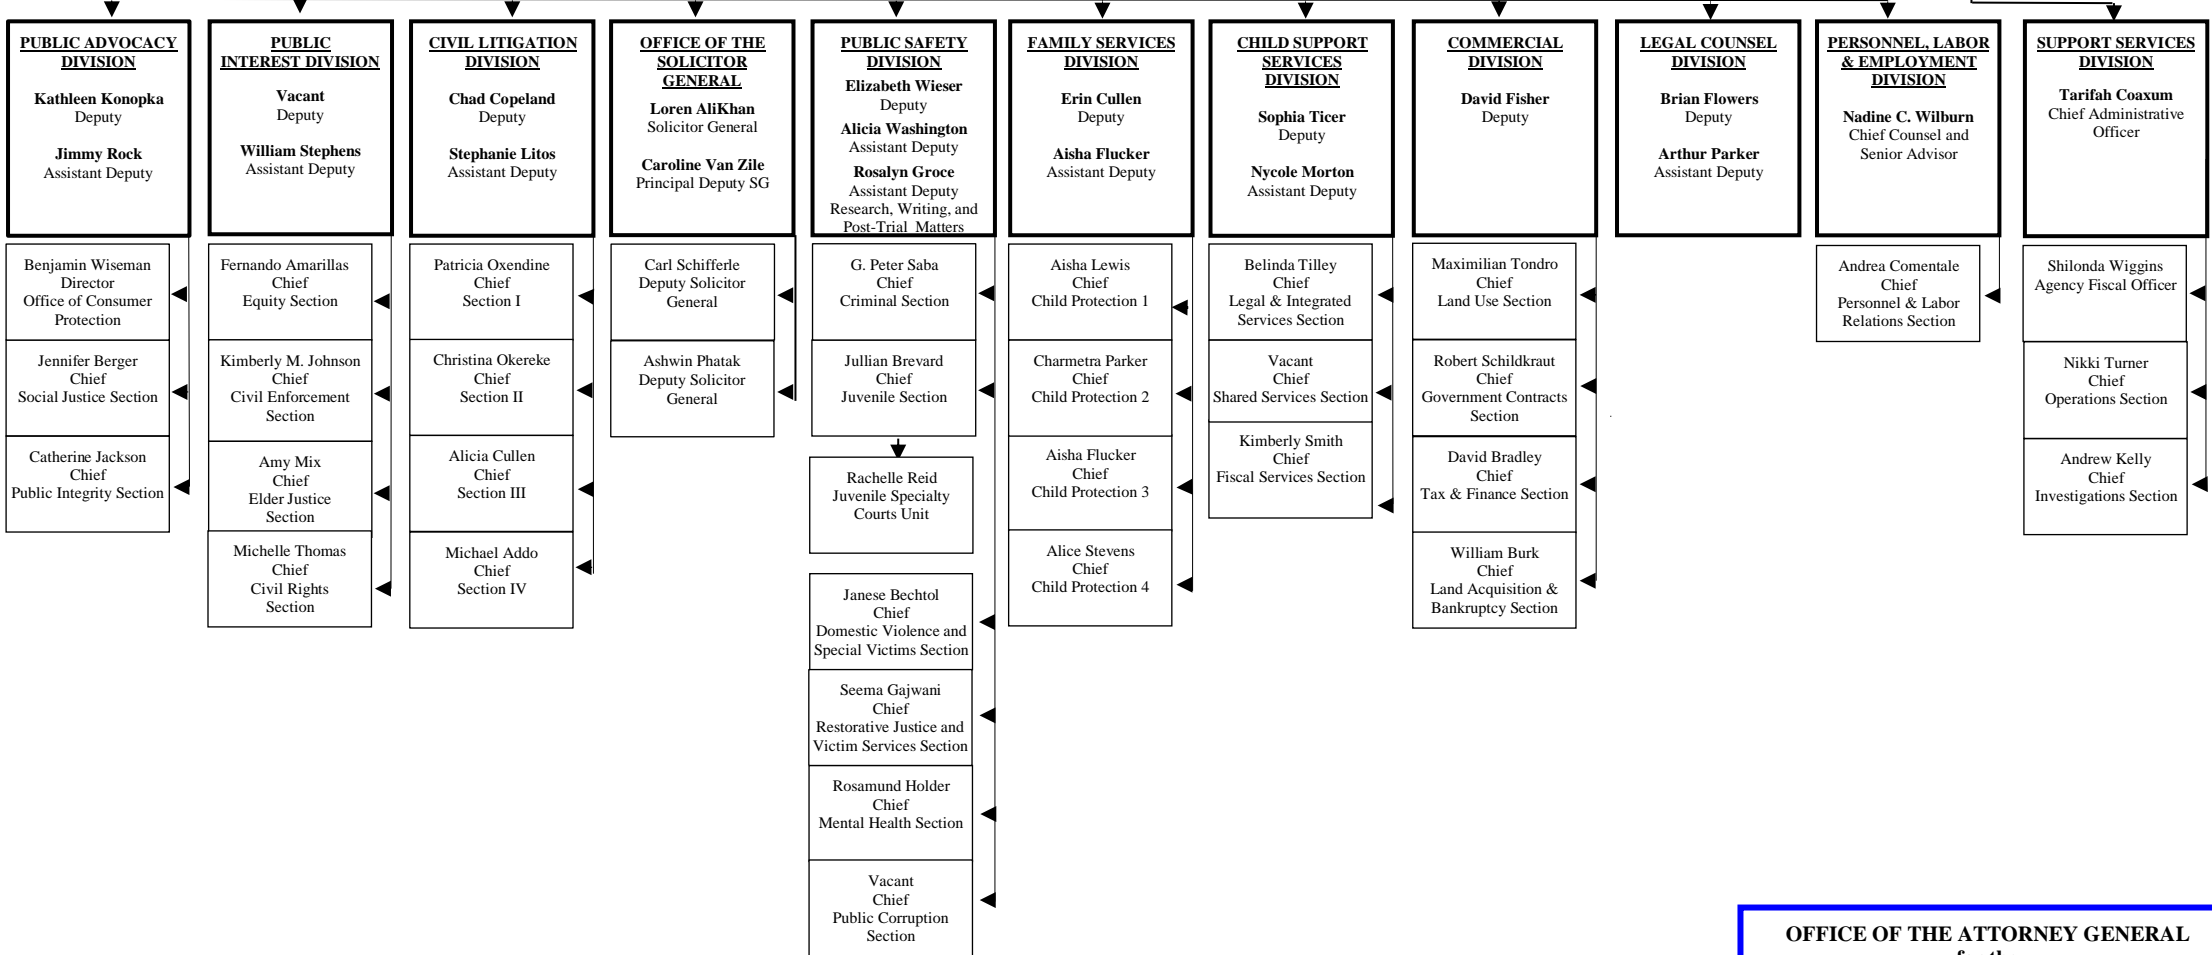 PUBLIC ADVOCACY
DIVISION
Kathleen Konopka
Deputy
Jimmy Rock
Assistant Deputy
Benjamin Wiseman
Director
Office of Consumer
Protection
Jennifer Berger
Chief
Social Justice Section
Catherine Jackson
Chief
Public Integrity Section
PUBLIC
INTEREST DIVISION
Vacant
Deputy
William Stephens
Assistant Deputy
Fernando Amarillas
Chief
Equity Section
Kimberly M. Johnson
Chief
Civil Enforcement
Section
Amy Mix
Chief
Elder Justice
Section
Michelle Thomas
Chief
Civil Rights
Section
CIVIL LITIGATION
DIVISION
Chad Copeland
Deputy
Stephanie Litos
Assistant Deputy
Patricia Oxendine
Chief
Section I
Christina Okereke
Chief
Section II
Alicia Cullen
Chief
Section III
Michael Addo
Chief
Section IV
OFFICE OF THE
SOLICITOR
GENERAL
Loren AliKhan
Solicitor General
Caroline Van Zile
Principal Deputy SG
Carl Schifferle
Deputy Solicitor
General
Ashwin Phatak
Deputy Solicitor
General
PUBLIC SAFETY
DIVISION
Elizabeth Wieser
Deputy
Alicia Washington
Assistant Deputy
Rosalyn Groce
Assistant Deputy
Research, Writing, and
Post-Trial Matters
G. Peter Saba
Chief
Criminal Section
Jullian Brevard
Chief
Juvenile Section
Rachelle Reid
Juvenile Specialty
Courts Unit
Janese Bechtol
Chief
Domestic Violence and
Special Victims Section
Seema Gajwani
Chief
Restorative Justice and
Victim Services Section
Rosamund Holder
Chief
Mental Health Section
Vacant
Chief
Public Corruption
Section
FAMILY SERVICES
DIVISION
Erin Cullen
Deputy
Aisha Flucker
Assistant Deputy
Aisha Lewis
Chief
Child Protection 1
Charmetra Parker
Chief
Child Protection 2
Aisha Flucker
Chief
Child Protection 3
Alice Stevens
Chief
Child Protection 4
CHILD SUPPORT
SERVICES
DIVISION
Sophia Ticer
Deputy
Nycole Morton
Assistant Deputy
Belinda Tilley
Chief
Legal & Integrated
Services Section
Vacant
Chief
Shared Services Section
Kimberly Smith
Chief
Fiscal Services Section
COMMERCIAL
DIVISION
David Fisher
Deputy
Maximilian Tondro
Chief
Land Use Section
Robert Schildkraut
Chief
Government Contracts
Section
David Bradley
Chief
Tax & Finance Section
William Burk
Chief
Land Acquisition &
Bankruptcy Section
LEGAL COUNSEL
DIVISION
Brian Flowers
Deputy
Arthur Parker
Assistant Deputy
PERSONNEL, LABOR
& EMPLOYMENT
DIVISION
Nadine C. Wilburn
Chief Counsel and
Senior Advisor
Andrea Comentale
Chief
Personnel & Labor
Relations Section
SUPPORT SERVICES
DIVISION
Tarifah Coaxum
Chief Administrative
Officer
Shilonda Wiggins
Agency Fiscal Officer
Nikki Turner
Chief
Operations Section
Andrew Kelly
Chief
Investigations Section
OFFICE OF THE ATTORNEY GENERAL